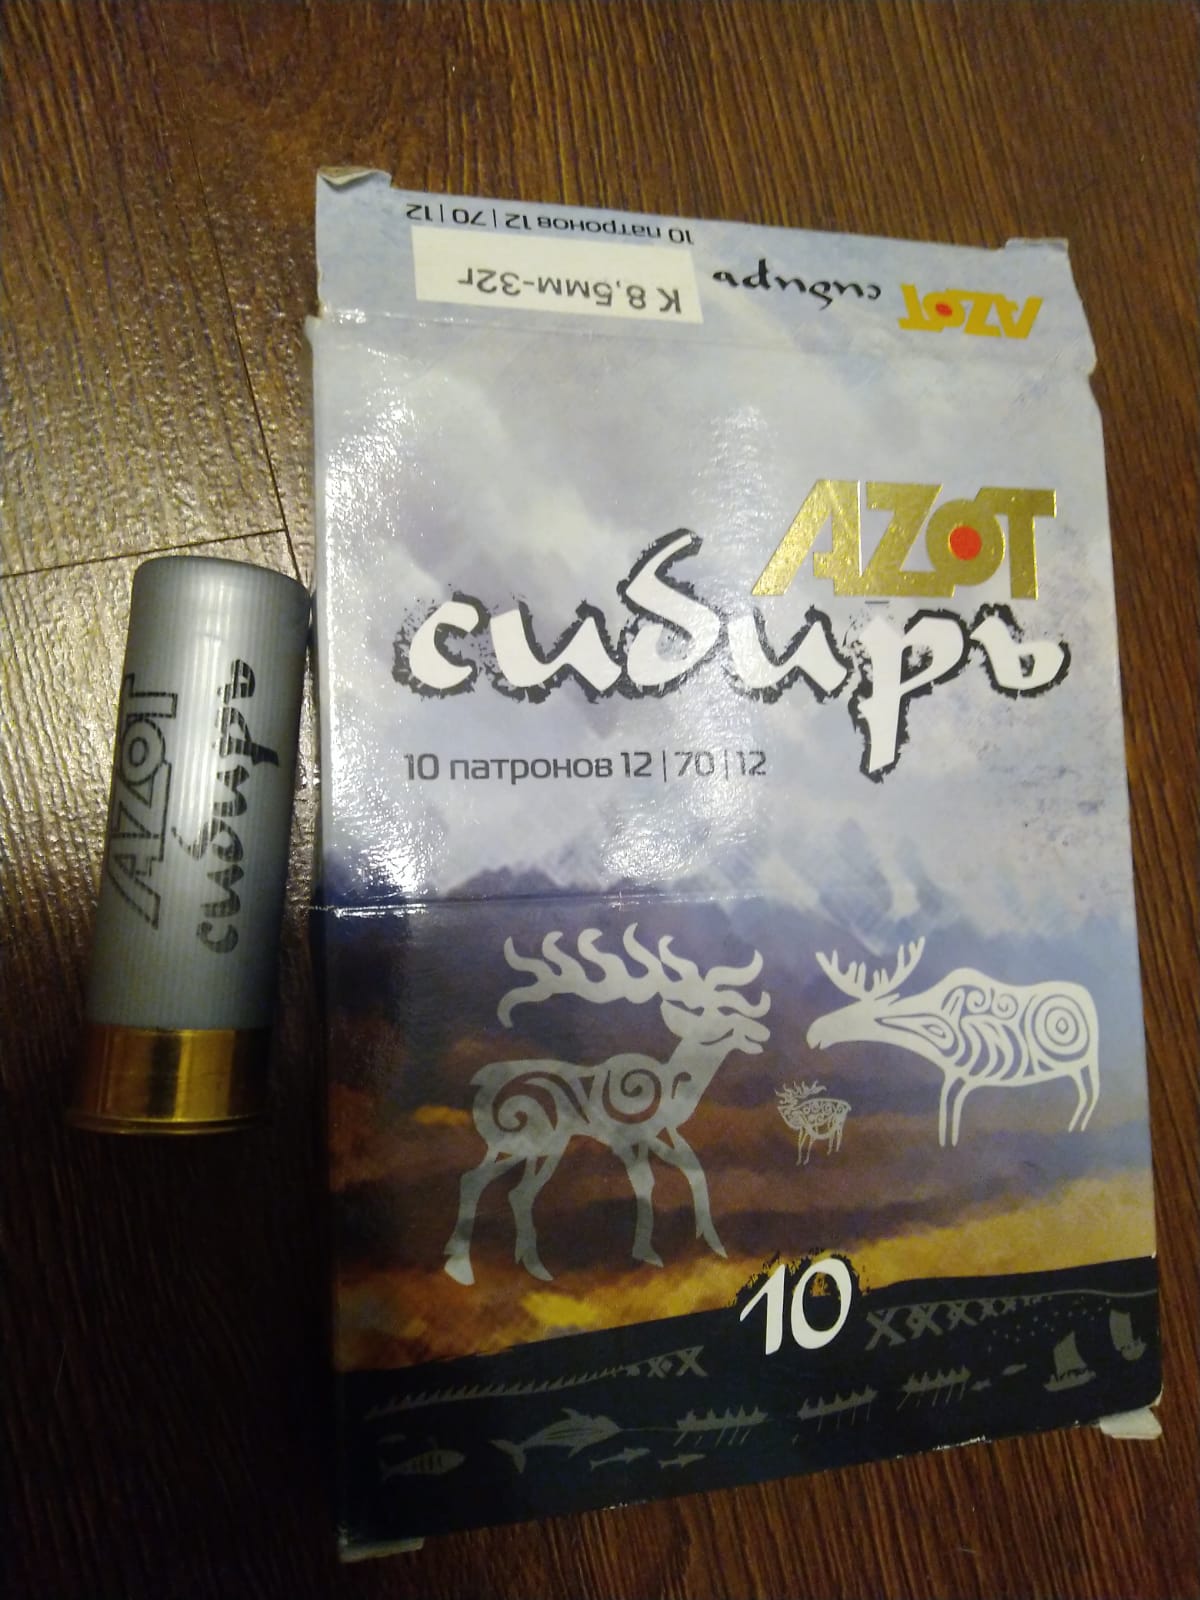 10 патронов 12|70|12
К 8,5мм-32г
сибирь
AZOT
AZOT
сибирь
10 патронов 12|70|12
10
AZOT
сибирь